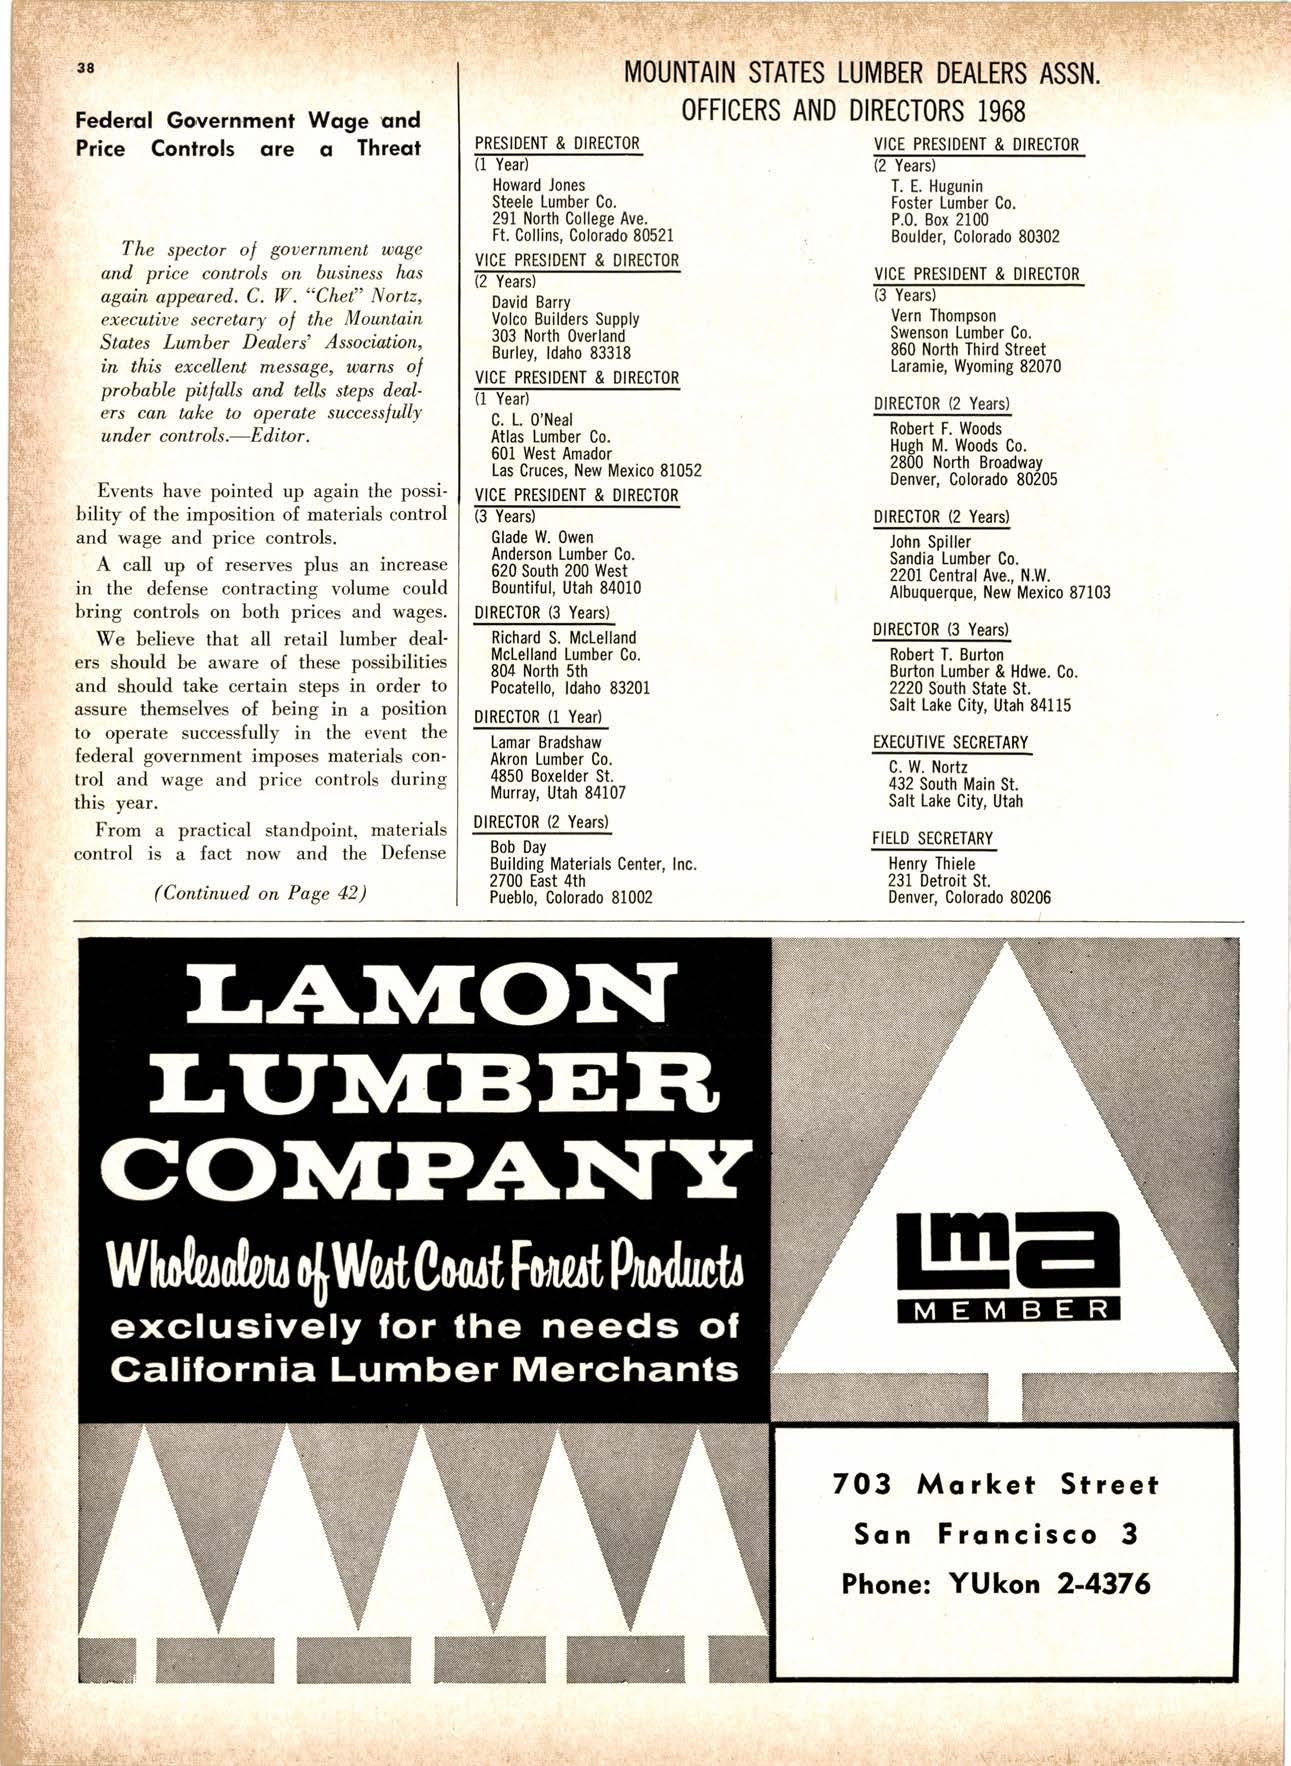 38
Federal Government Wage and
Price Controls are a Threat
The spector of government wage
and price controls on business has
again appeared. C. W. "Chet" Nortz,
executive secretary of the Mountain
States Lumber Dealers' Association,
in this excellent message, warns of
probable pitfalls and tells steps deal-
ers can take to operate successfully
under controls.—Editor.
Events have pointed up again the possi-
bility of the imposition of materials control
and wage and price controls.
A call up of reserves plus an increase
in the defense contracting volume could
bring controls on both prices and wages.
We believe that all retail lumber deal-
ers should be aware of these possibilities
and should take certain steps in order to
assure themselves of being in a position
to operate successfully in the event the
federal government imposes materials con-
trol and wage and price controls during
this year.
From a practical standpoint, materials
control is a fact now and the Defense
(Continued on Page 42)
MOUNTAIN STATES LUMBER DEALERS ASSN.
OFFICERS AND DIRECTORS 1968
PRESIDENT & DIRECTOR
(1 Year)
Howard Jones
Steele Lumber Co.
291 North College Ave.
Ft. Collins, Colorado 80521
VICE PRESIDENT & DIRECTOR
(2 Years)
David Barry
Volco Builders Supply
303 North Overland
Burley, Idaho 83318
VICE PRESIDENT & DIRECTOR
(1 Year)
C. L. O'Neal
Atlas Lumber Co.
601 West Amador
Las Cruces, New Mexico 81052
VICE PRESIDENT & DIRECTOR
(3 Years)
Glade W. Owen
Anderson Lumber Co.
620 South 200 West
Bountiful, Utah 84010
DIRECTOR (3 Years)
Richard S. McLelland
McLelland Lumber Co.
804 North 5th
Pocatello, Idaho 83201
DIRECTOR (1 Year)
Lamar Bradshaw
Akron Lumber Co.
4850 Boxelder St.
Murray, Utah 84107
DIRECTOR (2 Years)
Bob Day
Building Materials Center, Inc.
2700 East 4th
Pueblo, Colorado 81002
VICE PRESIDENT & DIRECTOR
(2 Years)
T. E. Hugunin
Foster Lumber Co.
P.O. Box 2100
Boulder, Colorado 80302
VICE PRESIDENT & DIRECTOR
(3 Years)
Vern Thompson
Swenson Lumber Co.
860 North Third Street
Laramie, Wyoming 82070
DIRECTOR (2 Years)
Robert F. Woods
Hugh M. Woods Co.
2800 North Broadway
Denver, Colorado 80205
DIRECTOR (2 Years)
John Spiller
Sandia Lumber Co.
2201 Central Ave., N.W.
Albuquerque, New Mexico 87103
DIRECTOR (3 Years)
Robert T. Burton
Burton Lumber & Hdwe. Co.
2220 South State St.
Salt Lake City, Utah 84115
EXECUTIVE SECRETARY
C. W. Nortz
432 South Main St.
Salt Lake City, Utah
FIELD SECRETARY
Henry Thiele
231 Detroit St.
Denver, Colorado 80206
LAMON
LUMBER
COMPANY
Wholesalers of West Coast Forest Products
exclusively for the needs of
California Lumber Merchants
Lma
MEMBER
703 Market Street
San Francisco 3
Phone: YUkon 2-4376